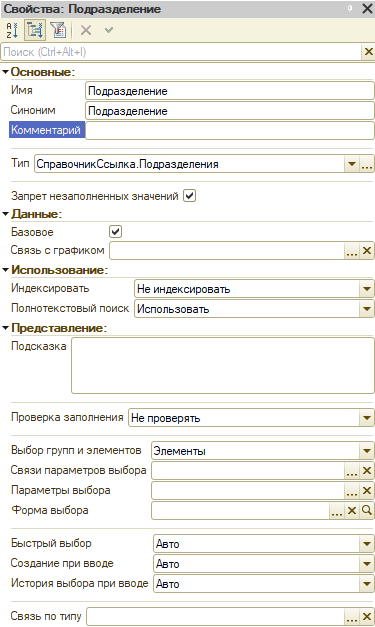 Свойства: Подразделение
Поиск (Ctrl+Alt+I)
Основные:
Имя Подразделение
Синоним Подразделение
Комментарий
Тип СправочникСсылка.Подразделения
Запрет незаполненных значений
Данные:
Базовое
Связь с графиком
Использование:
Индексировать Не индексировать
Полнотекстовый поиск Использовать
Представление:
Подсказка
Проверка заполнения Не проверять
Выбор групп и элементов Элементы
Связи параметров выбора
Параметры выбора
Форма выбора
Быстрый выбор Авто
Создание при вводе Авто
История выбора при вводе Авто
Связь по типу